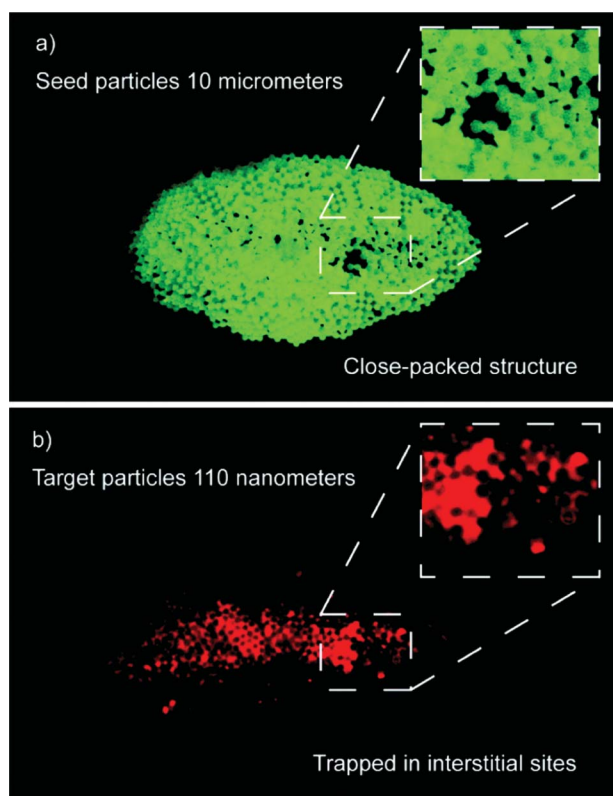 a)
Seed particles 10 micrometers
Close-packed structure
b)
Target particles 110 nanometers
Trapped in interstitial sites